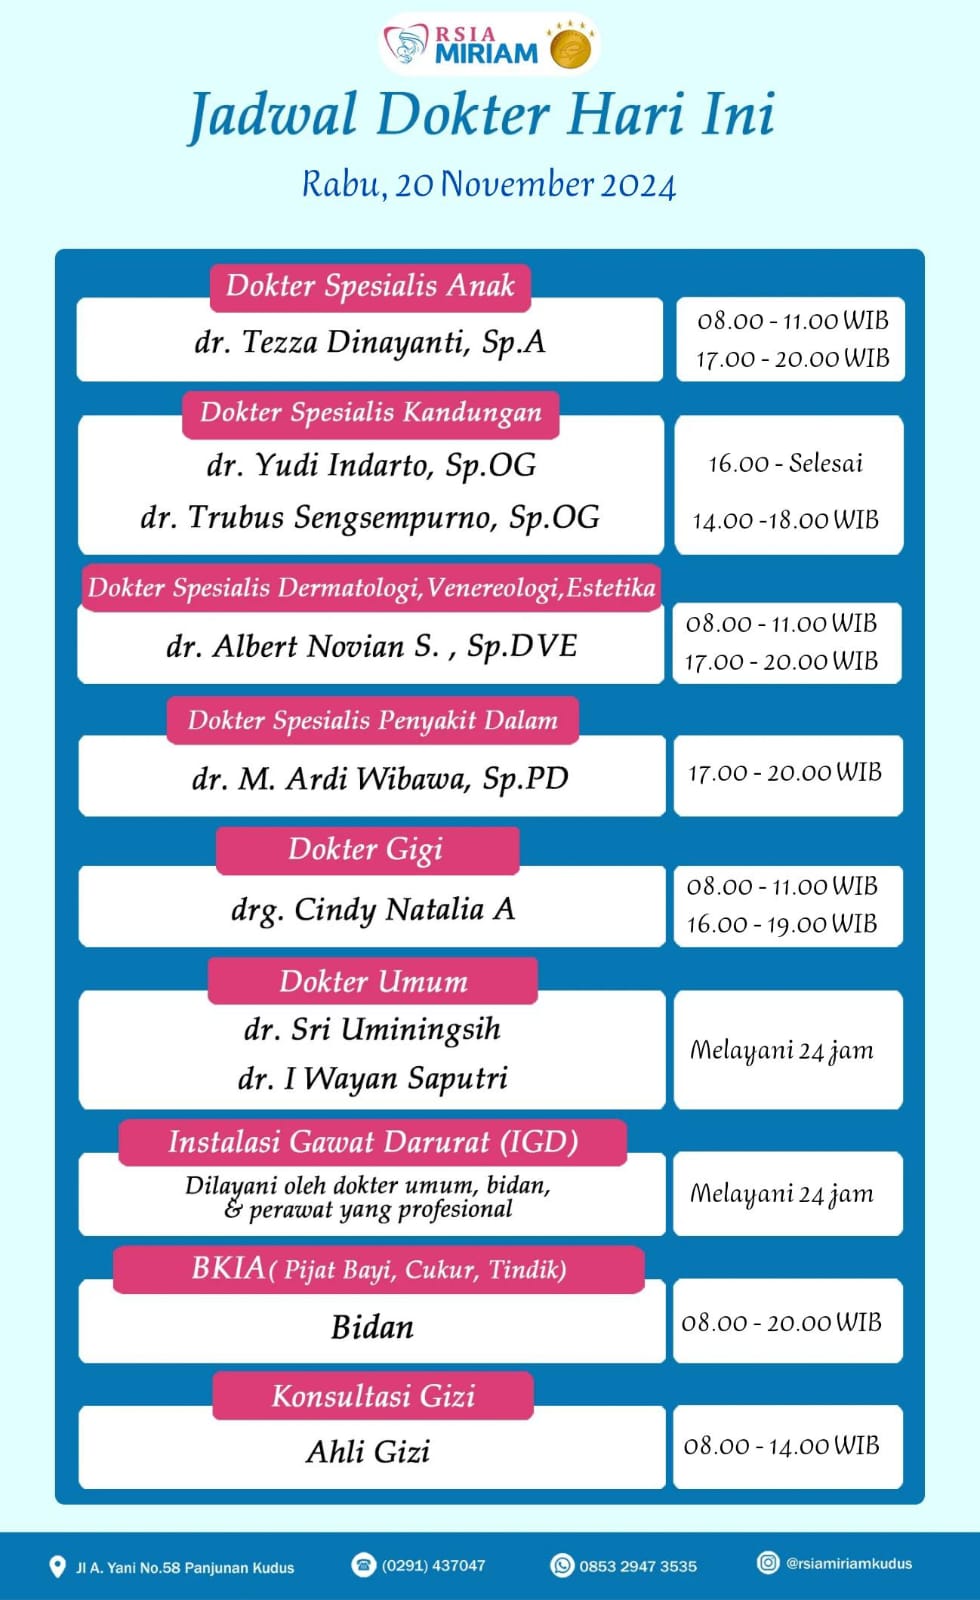 RSIA
MIRIAM
Jadwal Dokter Hari Ini
Rabu, 20 November 2024
Dokter Spesialis Anak
dr. Tezza Dinayanti, Sp.A
08.00 - 11.00 WIB
17.00 - 20.00 WIB
Dokter Spesialis Kandungan
dr. Yudi Indarto, Sp.OG
16.00 - Selesai
dr. Trubus Sengsempurno, Sp.OG
14.00 -18.00 WIB
Dokter Spesialis Dermatologi,Venereologi,Estetika
dr. Albert Novian S. , Sp.DVE
08.00 - 11.00 WIB
17.00 - 20.00 WIB
Dokter Spesialis Penyakit Dalam
dr. M. Ardi Wibawa, Sp.PD
17.00 - 20.00 WIB
Dokter Gigi
drg. Cindy Natalia A
08.00 - 11.00 WIB
16.00 - 19.00 WIB
Dokter Umum
dr. Sri Uminingsih
dr. I Wayan Saputri
Melayani 24 jam
Instalasi Gawat Darurat (IGD)
Dilayani oleh dokter umum, bidan,
& perawat yang profesional
Melayani 24 jam
BKIA( Pijat Bayi, Cukur, Tindik)
Bidan
08.00 - 20.00 WIB
Konsultasi Gizi
Ahli Gizi
08.00 - 14.00 WIB
Jl A. Yani No.58 Panjunan Kudus
(0291) 437047
0853 2947 3535
@rsiamiriamkudus